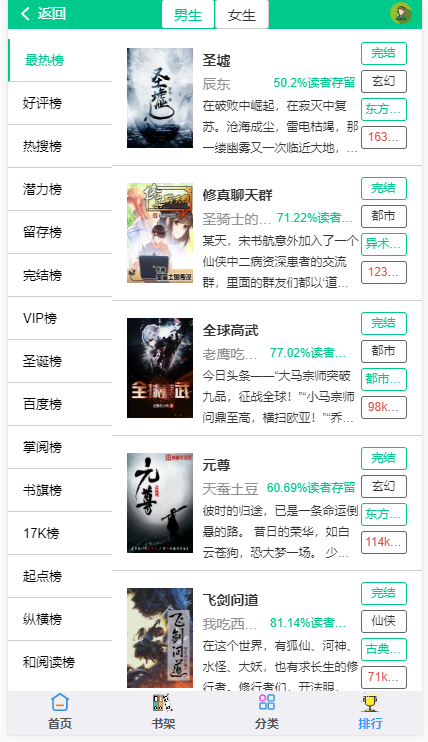 返回
男生
女生
最热榜
好评榜
热搜榜
潜力榜
留存榜
完结榜
VIP榜
圣诞榜
百度榜
掌阅榜
书旗榜
17K榜
起点榜
纵横榜
和阅读榜
圣墟
圣墟
辰东
50.2%读者存留
在破败中崛起，在寂灭中复
苏。沧海成尘，雷电枯竭，那
一缕幽雾又一次临近大地，...
完结
玄幻
东方...
163...
修真聊天群
圣骑士的...
71.22%读者...
某天，宋书航意外加入了一个
仙侠中二病资深患者的交流
群，里面的群友们都以‘道...
完结
都市
异术...
123...
全球高武
全球高武
老鹰吃...
77.02%读者...
今日头条——“大马宗师突破
九品，征战全球！”“小马宗师
问鼎至高，横扫欧亚！”“乔...
完结
都市
都市...
98k...
元尊
元尊
天蚕土豆
60.69%读者存留
彼时的归途，已是一条命运倒
悬的路。 昔日的荣华，如白
云苍狗，恐大梦一场。 少...
完结
玄幻
东方...
114k...
飞剑问道
飞剑问道
我吃西...
81.14%读者...
在这个世界，有狐仙、河神、
水怪、大妖，也有求长生的修
行者。修行者们，开法眼，
完结
仙侠
古典...
71k...
首页
书架
分类
排行